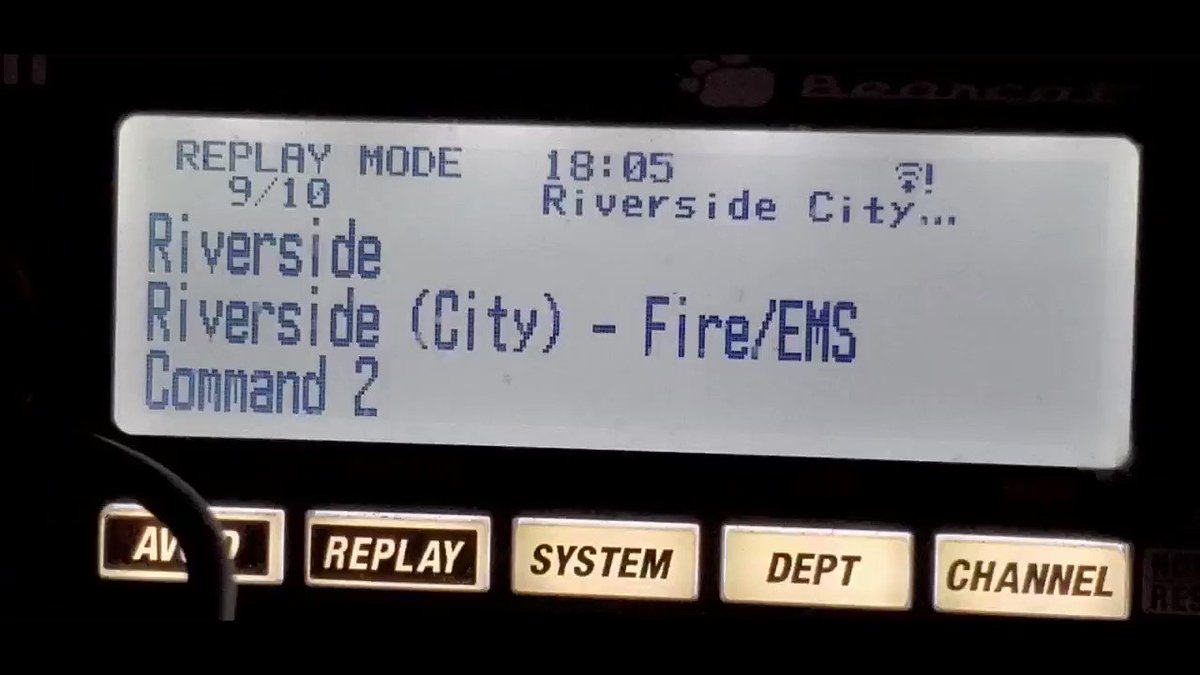 Bearcat
REPLAY MODE 18:05
9/10 Riverside City...
Riverside
Riverside (City) - Fire/EMS
Command 2
REPLAY SYSTEM DEPT CHANNEL